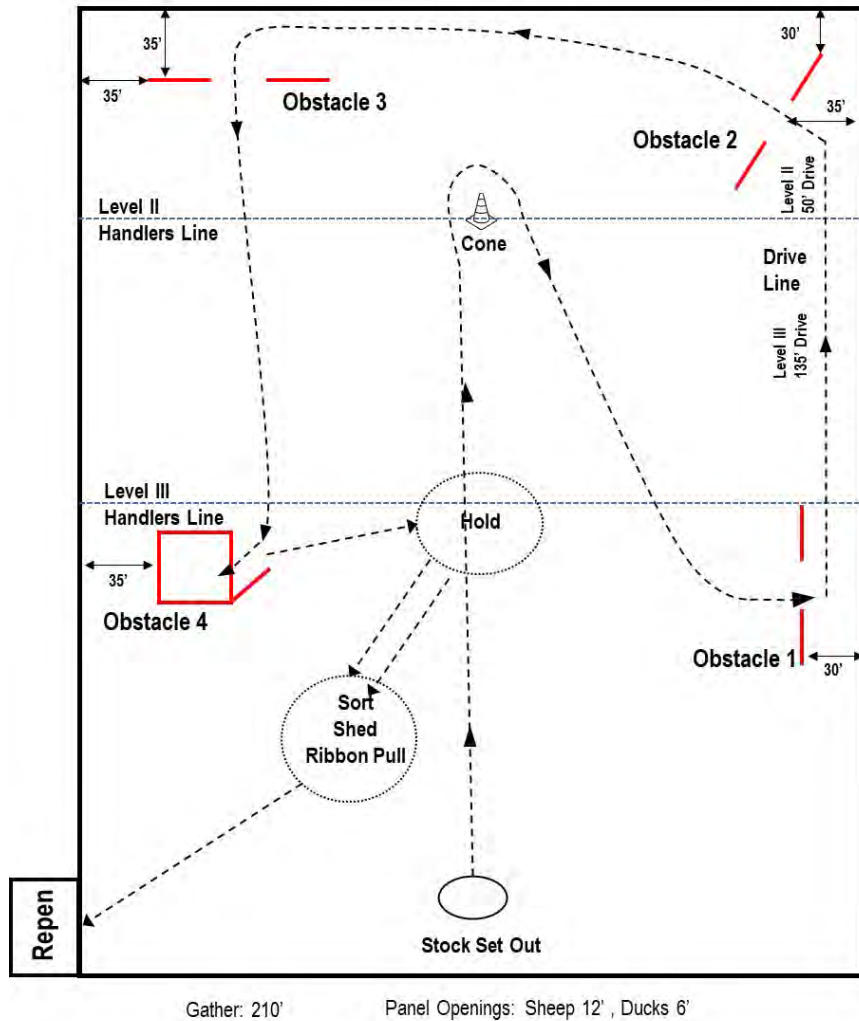 35’
30’
35’
Obstacle 3
35’
Obstacle 2
Level II
50’ Drive
Level II
Handlers Line
Cone
Drive
Line
Level III
135’ Drive
Level III
Handlers Line
Hold
35’
Obstacle 4
Obstacle 1
30’
Sort
Shed
Ribbon Pull
Repen
Stock Set Out
Gather: 210’
Panel Openings: Sheep 12’ , Ducks 6’